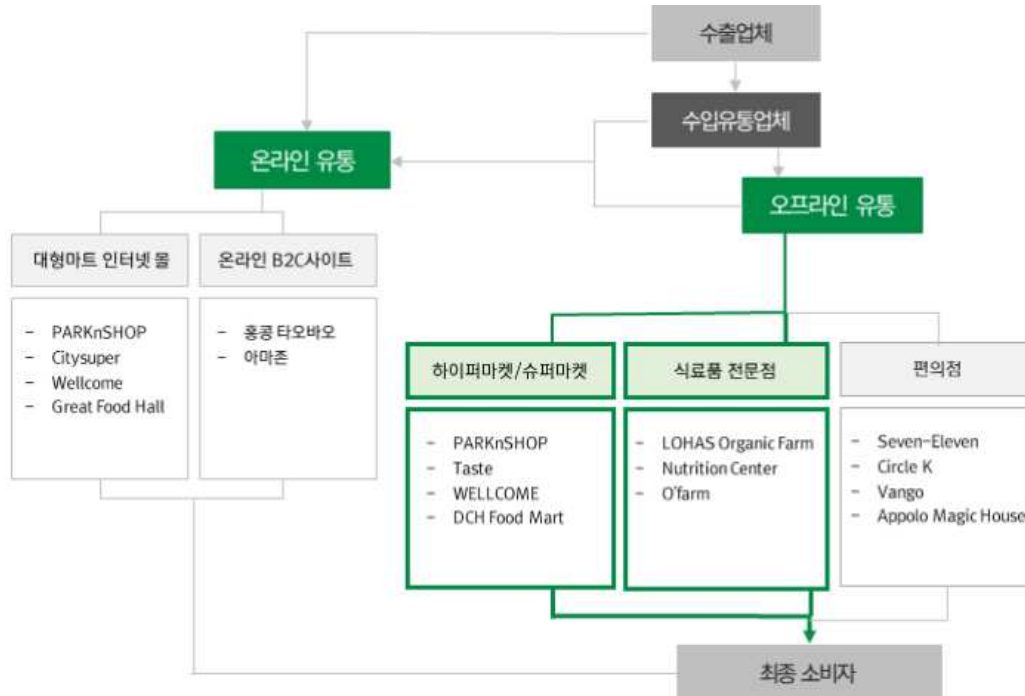 수출업체
수입유통업체
온라인 유통
오프라인 유통
대형마트 인터넷 몰
온라인 B2C사이트
- PARKnSHOP
- Citysuper
- Wellcome
- Great Food Hall
- 홍콩 타오바오
- 아마존
하이퍼마켓/슈퍼마켓
식료품 전문점
편의점
- PARKnSHOP
- Taste
- WELLCOME
- DCH Food Mart
- LOHAS Organic Farm
- Nutrition Center
- O'farm
- Seven-Eleven
- Circle K
- Vango
- Appolo Magic House
최종 소비자